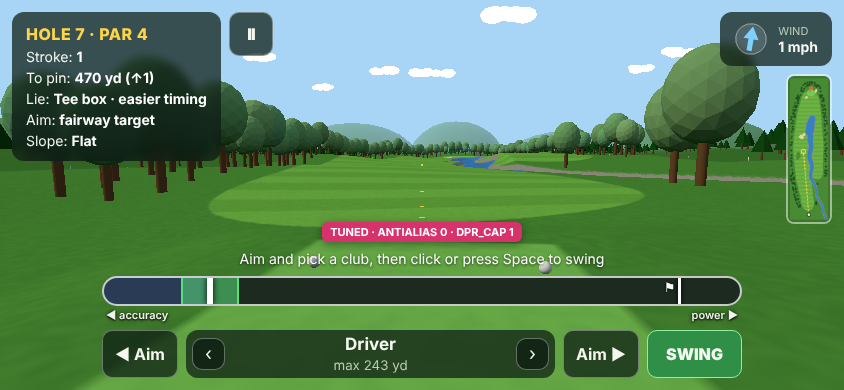 HOLE 7 · PAR 4
Stroke: 1
To pin: 470 yd (↑1)
Lie: Tee box · easier timing
Aim: fairway target
Slope: Flat
WIND
1 mph
TUNED · ANTIALIAS 0 · DPR_CAP 1
Aim and pick a club, then click or press Space to swing
◀ accuracy
power ▶
◀ Aim
‹
Driver
max 243 yd
›
Aim ▶
SWING